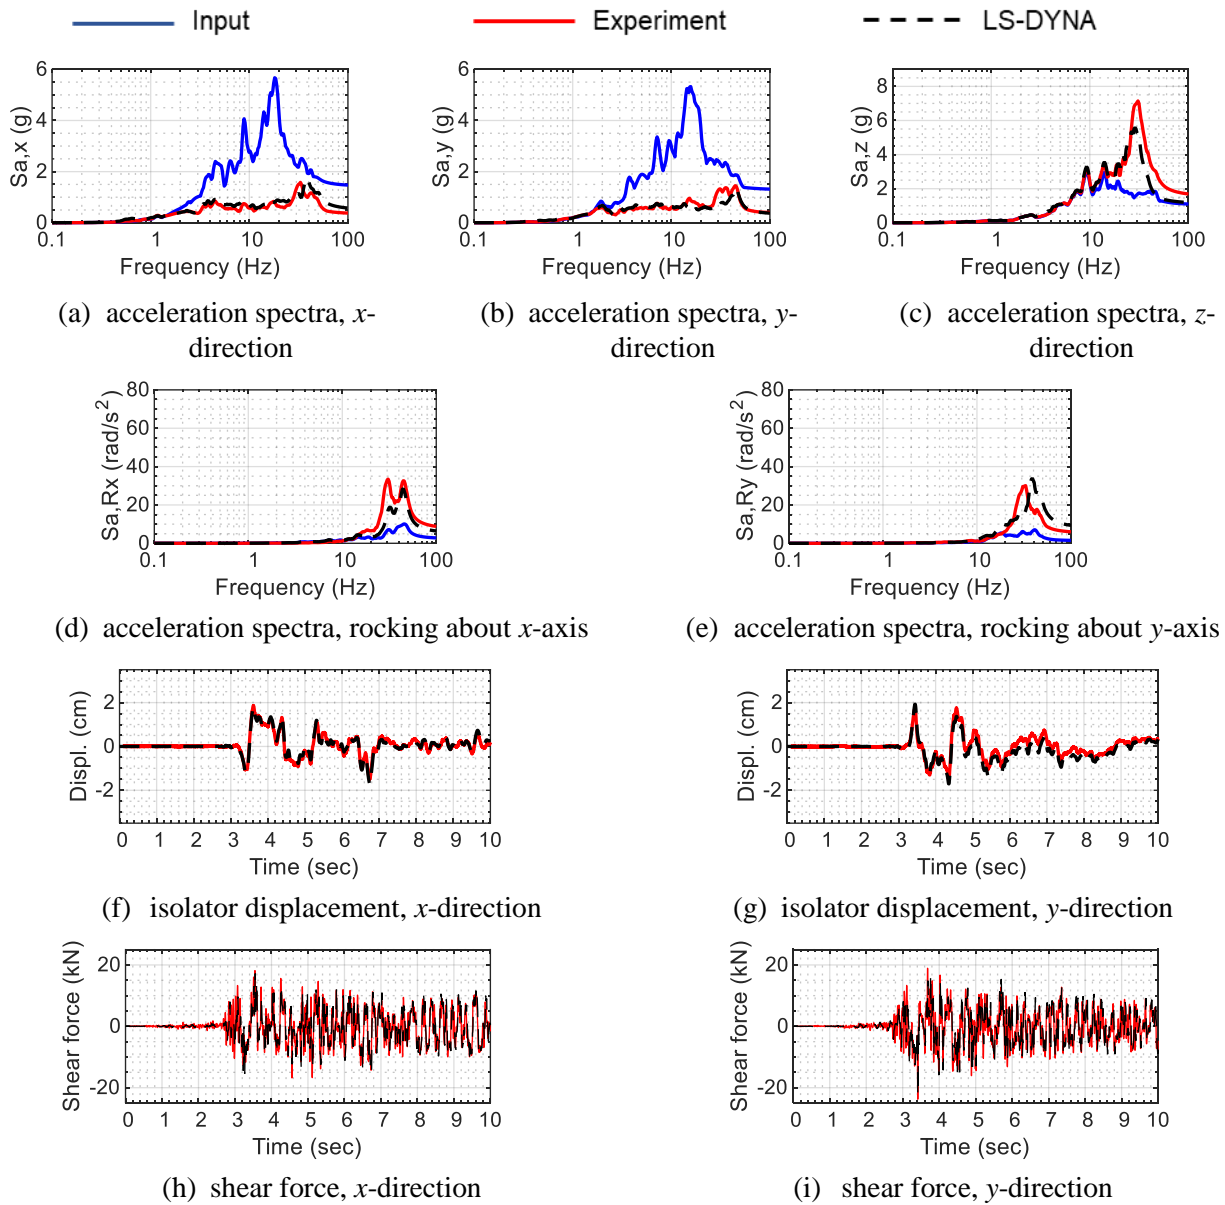 Input Experiment LS-DYNA
6
4
2
0
Sa,x (g)
0.1 1 10 100
Frequency (Hz)
6
4
2
0
Sa,y (g)
0.1 1 10 100
Frequency (Hz)
8
6
4
2
0
Sa,z (g)
0.1 1 10 100
Frequency (Hz)
(a) acceleration spectra, x-
direction
(b) acceleration spectra, y-
direction
(c) acceleration spectra, z-
direction
80
60
40
20
0
Sa,Rx (rad/s²)
0.1 1 10 100
Frequency (Hz)
80
60
40
20
0
Sa,Ry (rad/s²)
0.1 1 10 100
Frequency (Hz)
(d) acceleration spectra, rocking about x-axis
(e) acceleration spectra, rocking about y-axis
2
0
-2
Displ. (cm)
0 1 2 3 4 5 6 7 8 9 10
Time (sec)
2
0
-2
Displ. (cm)
0 1 2 3 4 5 6 7 8 9 10
Time (sec)
(f) isolator displacement, x-direction
(g) isolator displacement, y-direction
20
0
-20
Shear force (kN)
0 1 2 3 4 5 6 7 8 9 10
Time (sec)
20
0
-20
Shear force (kN)
0 1 2 3 4 5 6 7 8 9 10
Time (sec)
(h) shear force, x-direction
(i) shear force, y-direction